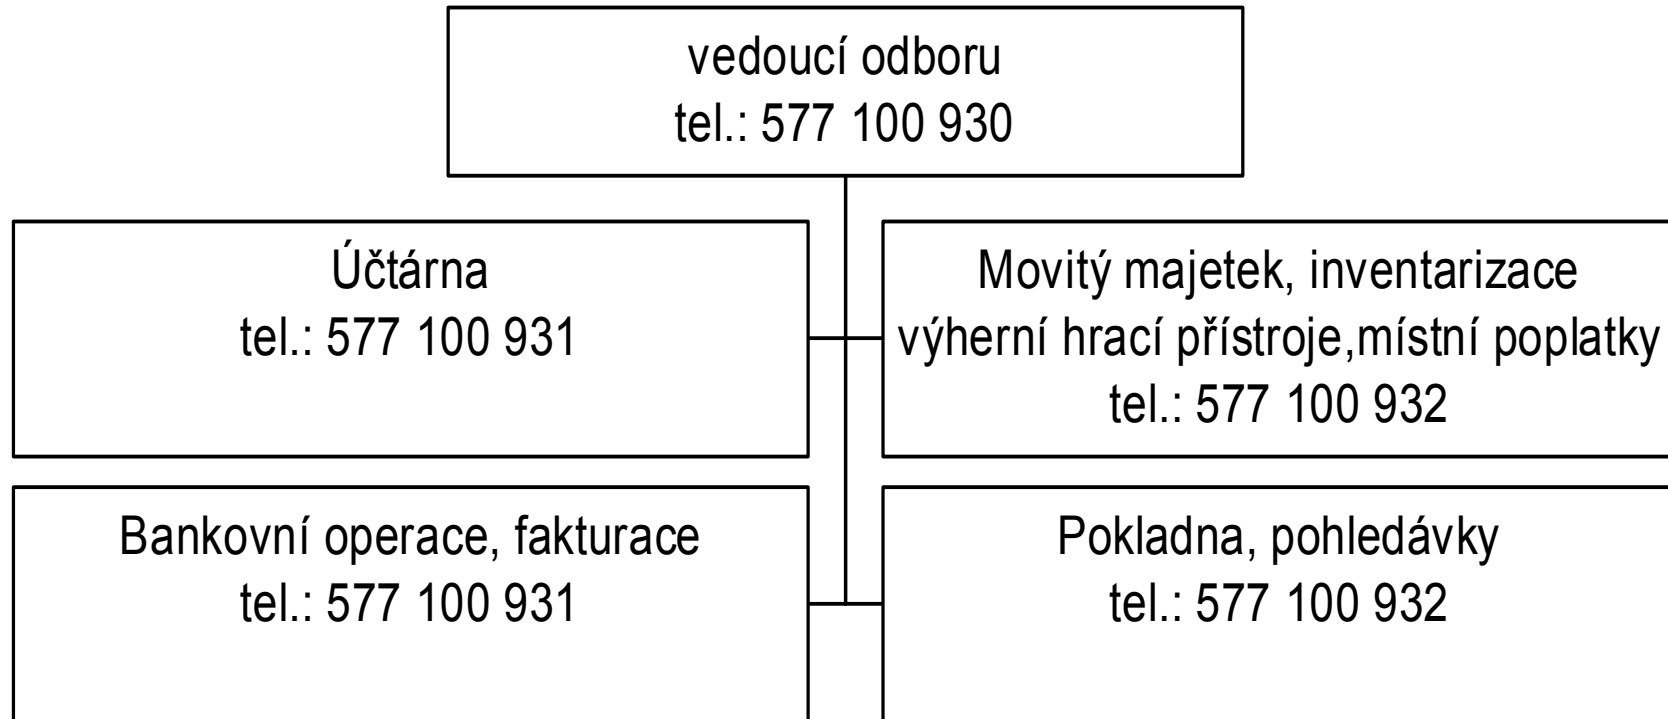 vedoucí odboru
tel.: 577 100 930
Účtárna
tel.: 577 100 931
Movitý majetek, inventarizace
výherní hrací přístroje,místní poplatky
tel.: 577 100 932
Bankovní operace, fakturace
tel.: 577 100 931
Pokladna, pohledávky
tel.: 577 100 932